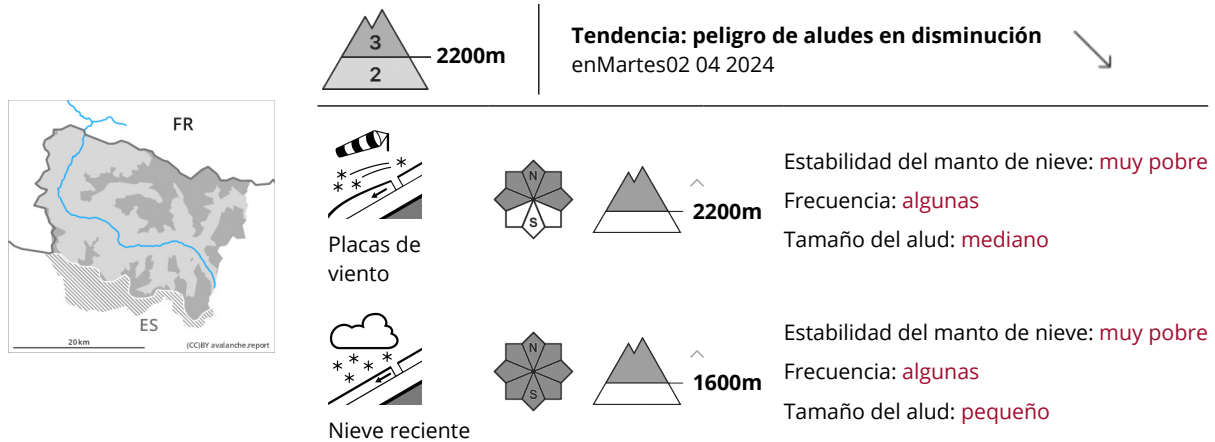 3
2
2200m
Tendencia: peligro de aludes en disminución
enMartes02 04 2024
FR
ES
20 km
(CC)BY avalanche.report
Placas de
viento
N
S
2200m
Estabilidad del manto de nieve: muy pobre
Frecuencia: algunas
Tamaño del alud: mediano
Nieve reciente
N
S
1600m
Estabilidad del manto de nieve: muy pobre
Frecuencia: algunas
Tamaño del alud: pequeño